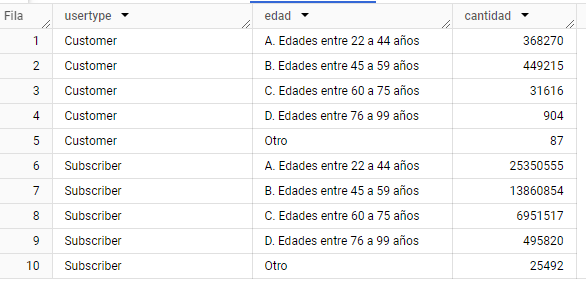 Fila usertype edad cantidad
1 Customer A. Edades entre 22 a 44 años 368270
2 Customer B. Edades entre 45 a 59 años 449215
3 Customer C. Edades entre 60 a 75 años 31616
4 Customer D. Edades entre 76 a 99 años 904
5 Customer Otro 87
6 Subscriber A. Edades entre 22 a 44 años 25350555
7 Subscriber B. Edades entre 45 a 59 años 13860854
8 Subscriber C. Edades entre 60 a 75 años 6951517
9 Subscriber D. Edades entre 76 a 99 años 495820
10 Subscriber Otro 25492